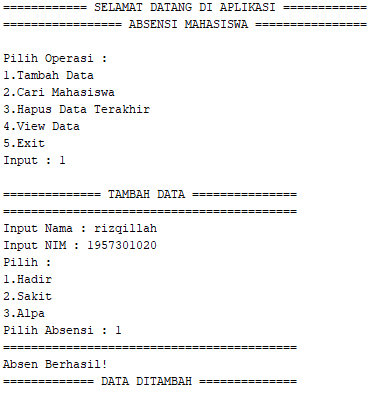 ============ SELAMAT DATANG DI APLIKASI ============
================= ABSENSI MAHASISWA ================
Pilih Operasi :
1.Tambah Data
2.Cari Mahasiswa
3.Hapus Data Terakhir
4.View Data
5.Exit
Input : 1
============== TAMBAH DATA ===============
==========================================
Input Nama : rizqillah
Input NIM : 1957301020
Pilih :
1.Hadir
2.Sakit
3.Alpa
Pilih Absensi : 1
==========================================
Absen Berhasil!
============= DATA DITAMBAH ==============